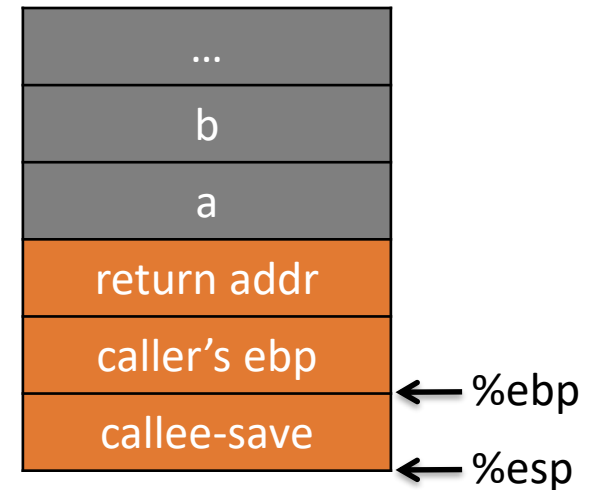 …
b
a
return addr
caller’s ebp
%ebp
callee-save
%esp